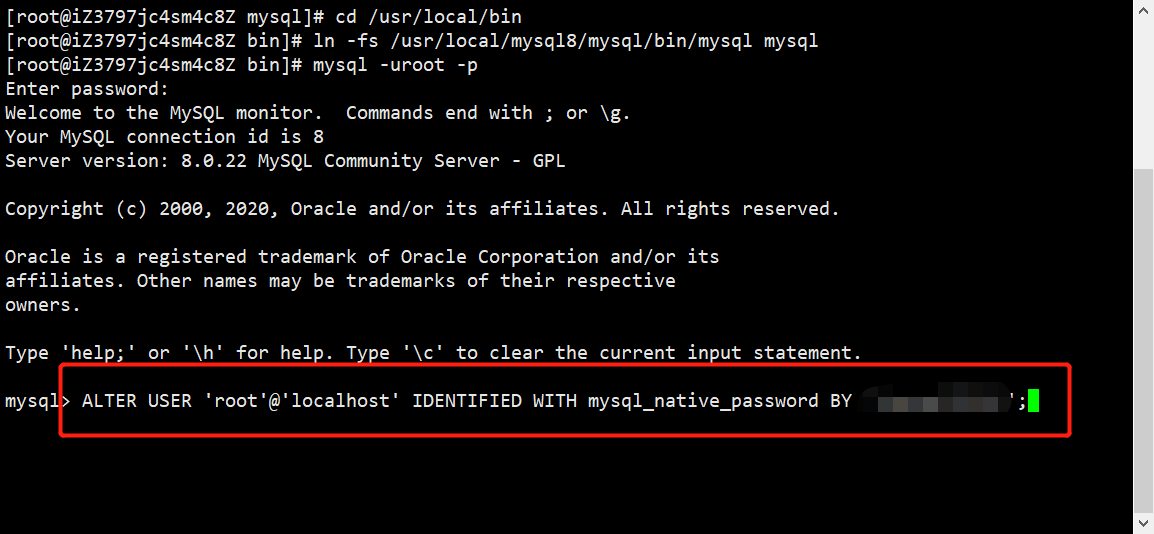 [root@iZ3797jc4sm4c8Z mysql]# cd /usr/local/bin
[root@iZ3797jc4sm4c8Z bin]# ln -fs /usr/local/mysql8/mysql/bin/mysql mysql
[root@iZ3797jc4sm4c8Z bin]# mysql -uroot -p
Enter password:
Welcome to the MySQL monitor.  Commands end with ; or \g.
Your MySQL connection id is 8
Server version: 8.0.22 MySQL Community Server - GPL
Copyright (c) 2000, 2020, Oracle and/or its affiliates. All rights reserved.
Oracle is a registered trademark of Oracle Corporation and/or its
affiliates. Other names may be trademarks of their respective
owners.
Type 'help;' or '\h' for help. Type '\c' to clear the current input statement.
mysql> ALTER USER 'root'@'localhost' IDENTIFIED WITH mysql_native_password BY ';